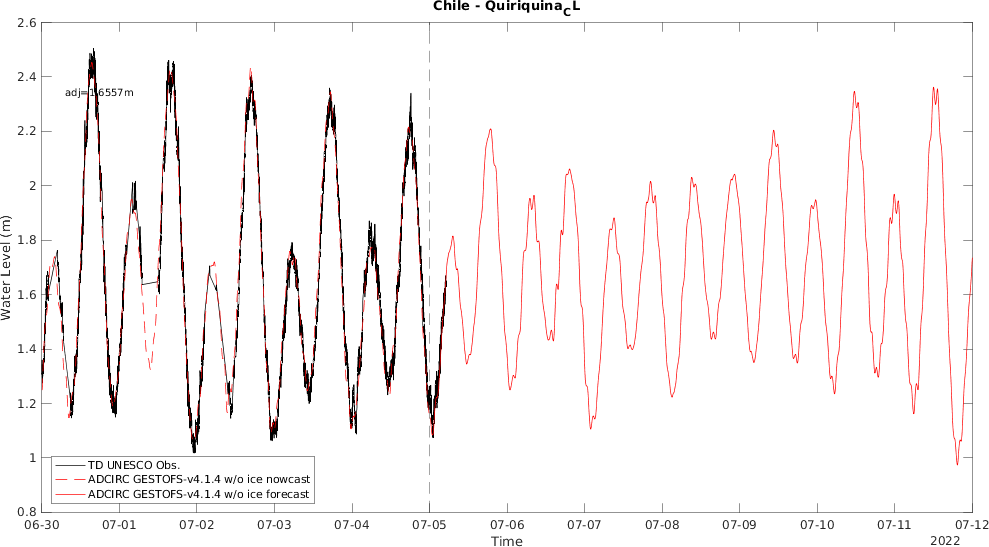 Chile - Quiriquina_CL
2.6
2.4
2.2
2
1.8
1.6
1.4
1.2
1
0.8
Water Level (m)
adj=1.6557m
TD UNESCO Obs.
ADCIRC GESTOFS-v4.1.4 w/o ice nowcast
ADCIRC GESTOFS-v4.1.4 w/o ice forecast
06-30 07-01 07-02 07-03 07-04 07-05 07-06 07-07 07-08 07-09 07-10 07-11 07-12
Time
2022